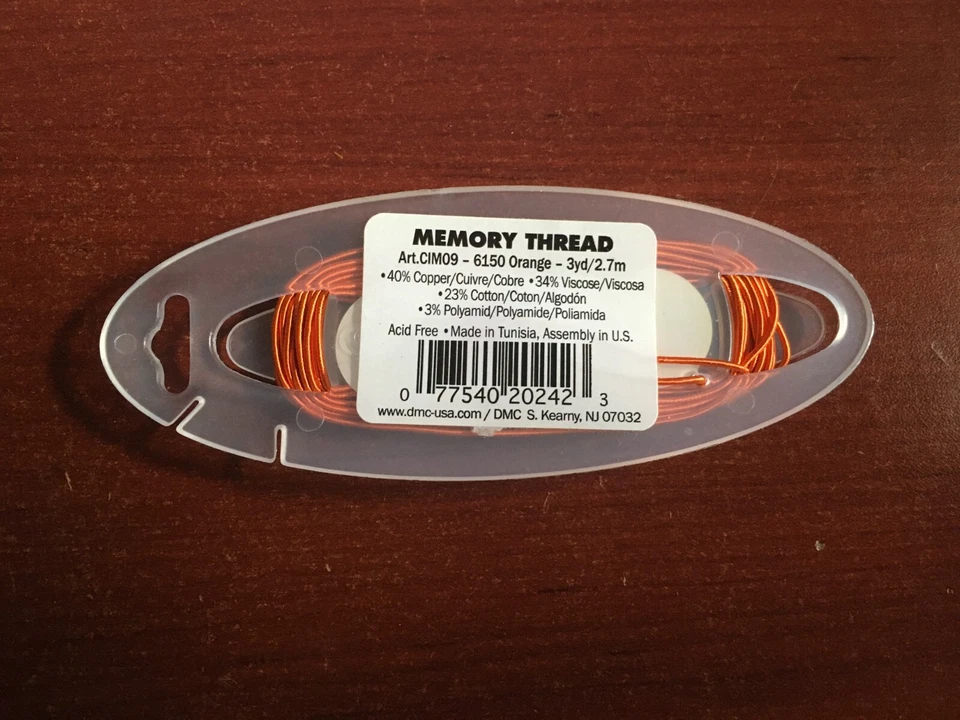 MEMORY THREAD
Art.CIM09 – 6150 Orange – 3yd/2.7m
•40% Copper/Cuivre/Cobre •34% Viscose/Viscosa
•23% Cotton/Coton/Algodón
•3% Polyamid/Polyamide/Poliamida
Acid Free •Made in Tunisia, Assembly in U.S.
0 77540 20242 3
www.dmc-usa.com / DMC S. Kearny, NJ 07032